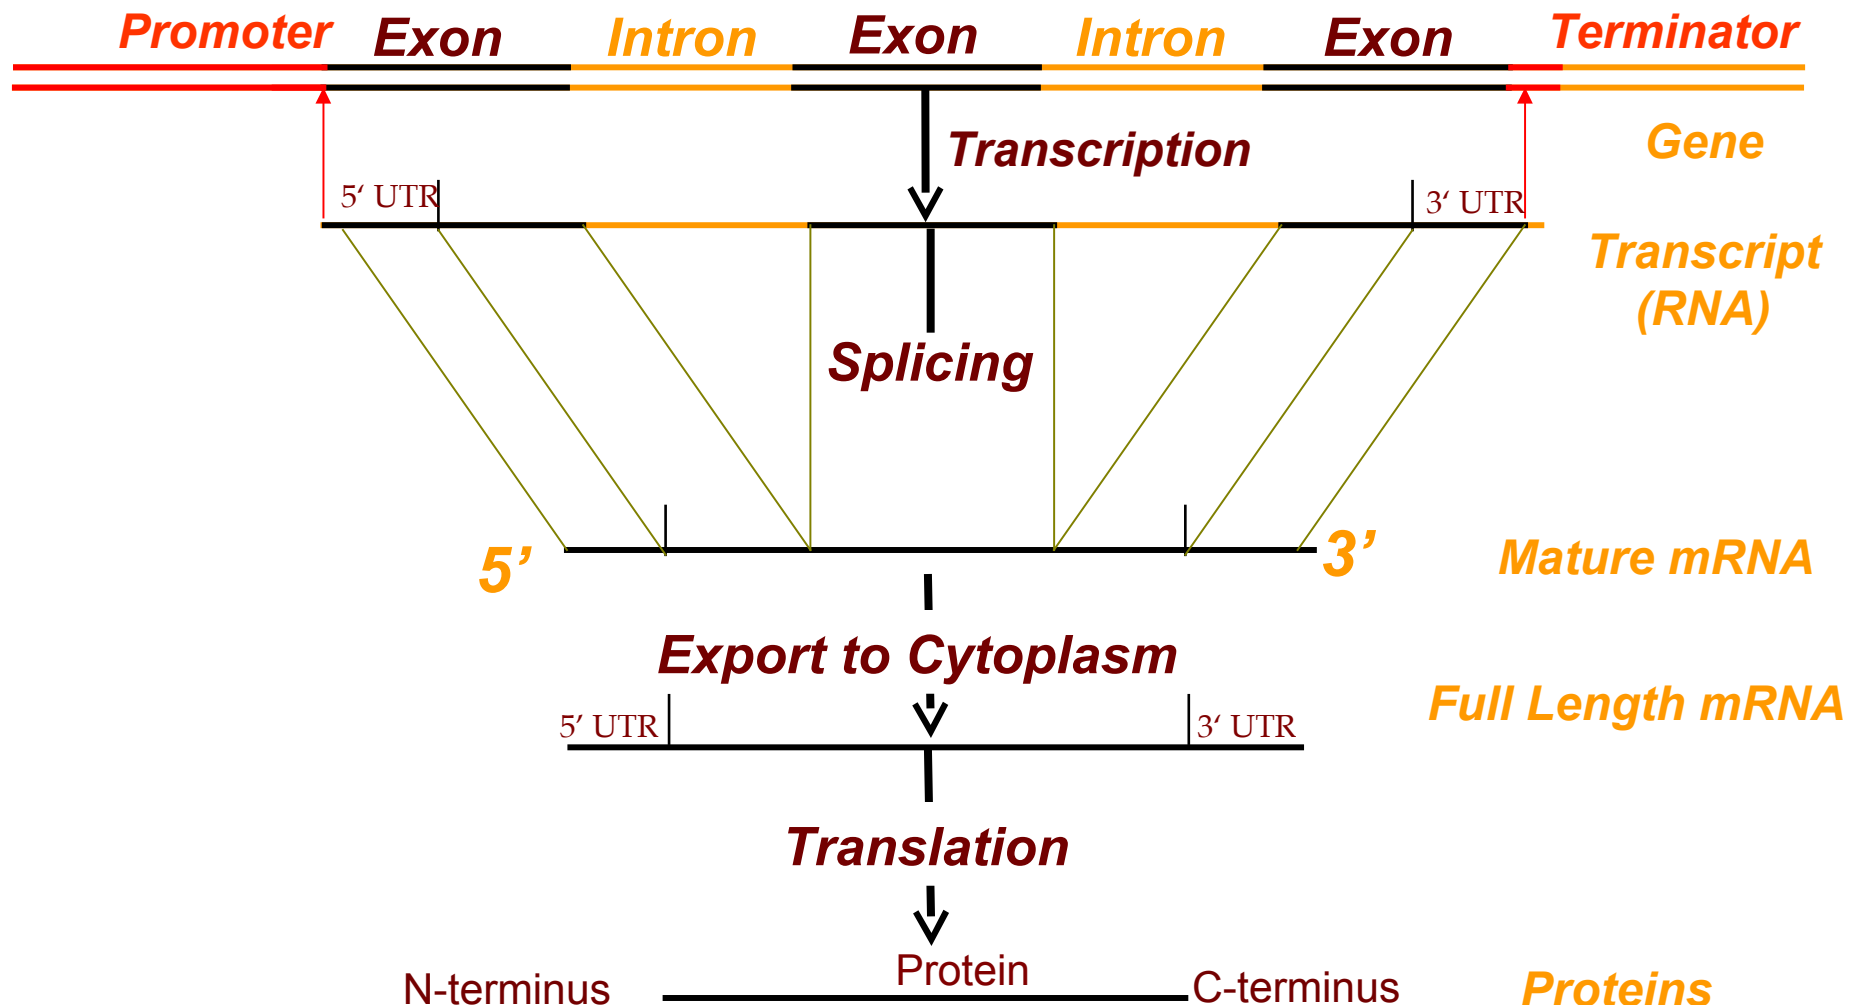 Promoter Exon Intron Exon Intron Exon Terminator
Transcription
Gene
5‘ UTR
3‘ UTR
Transcript
(RNA)
Splicing
5’
3’
Mature mRNA
Export to Cytoplasm
Full Length mRNA
5‘ UTR
3‘ UTR
Translation
Protein
N-terminus
C-terminus
Proteins